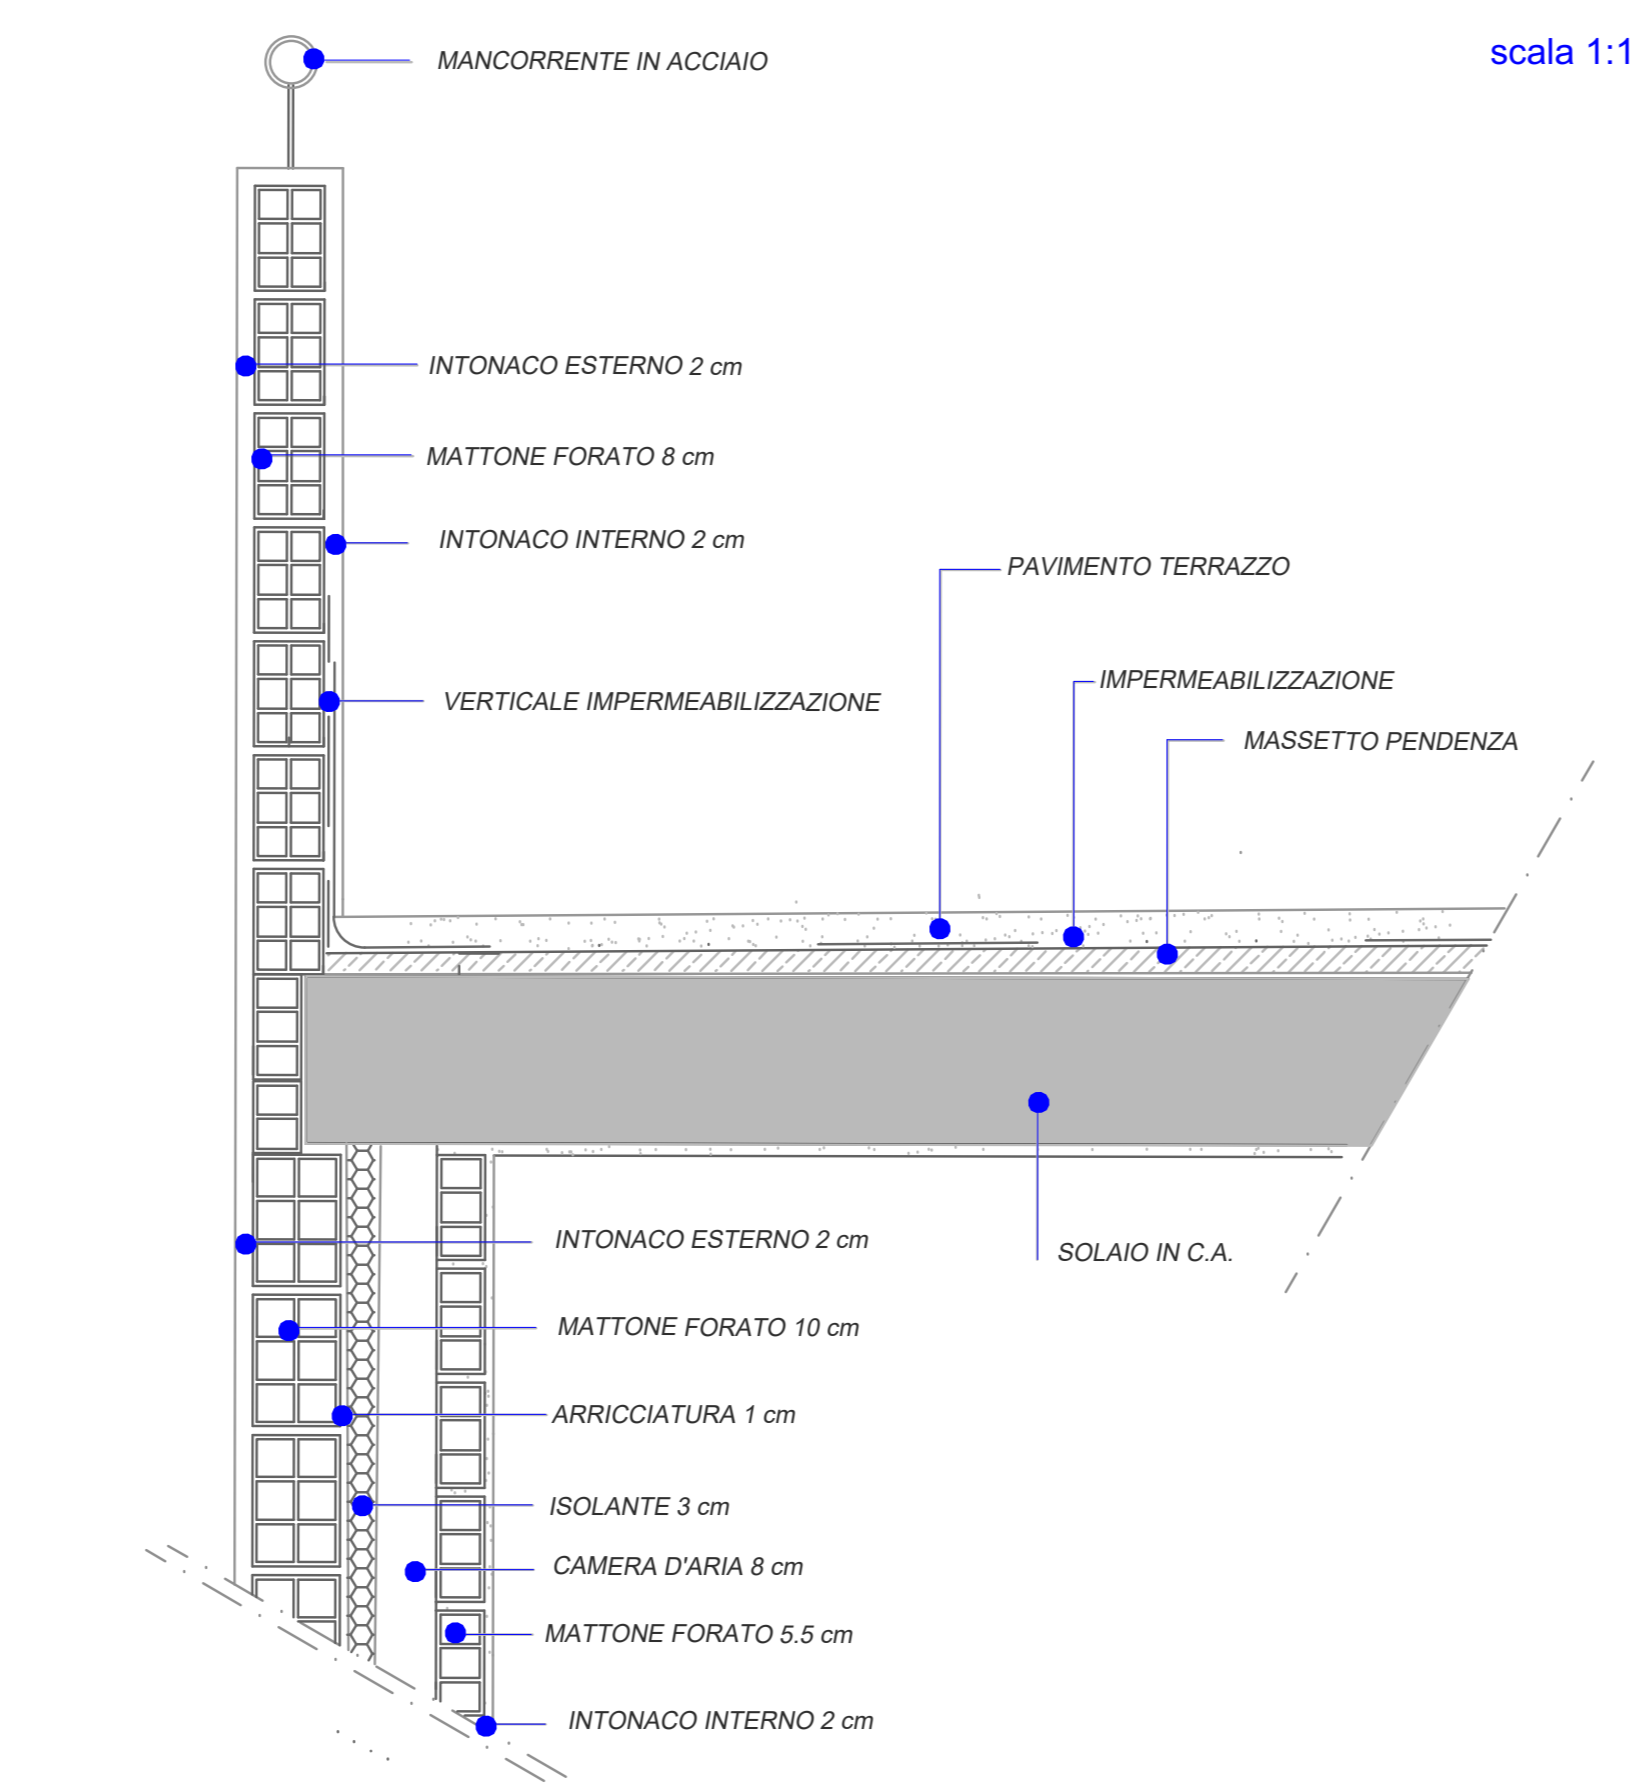 MANCORRENTE IN ACCIAIO
scala 1:1
INTONACO ESTERNO 2 cm
MATTONE FORATO 8 cm
INTONACO INTERNO 2 cm
PAVIMENTO TERRAZZO
IMPERMEABILIZZAZIONE
VERTICALE IMPERMEABILIZZAZIONE
MASSETTO PENDENZA
INTONACO ESTERNO 2 cm
SOLAIO IN C.A.
MATTONE FORATO 10 cm
ARRICCIATURA 1 cm
ISOLANTE 3 cm
CAMERA D'ARIA 8 cm
MATTONE FORATO 5.5 cm
INTONACO INTERNO 2 cm